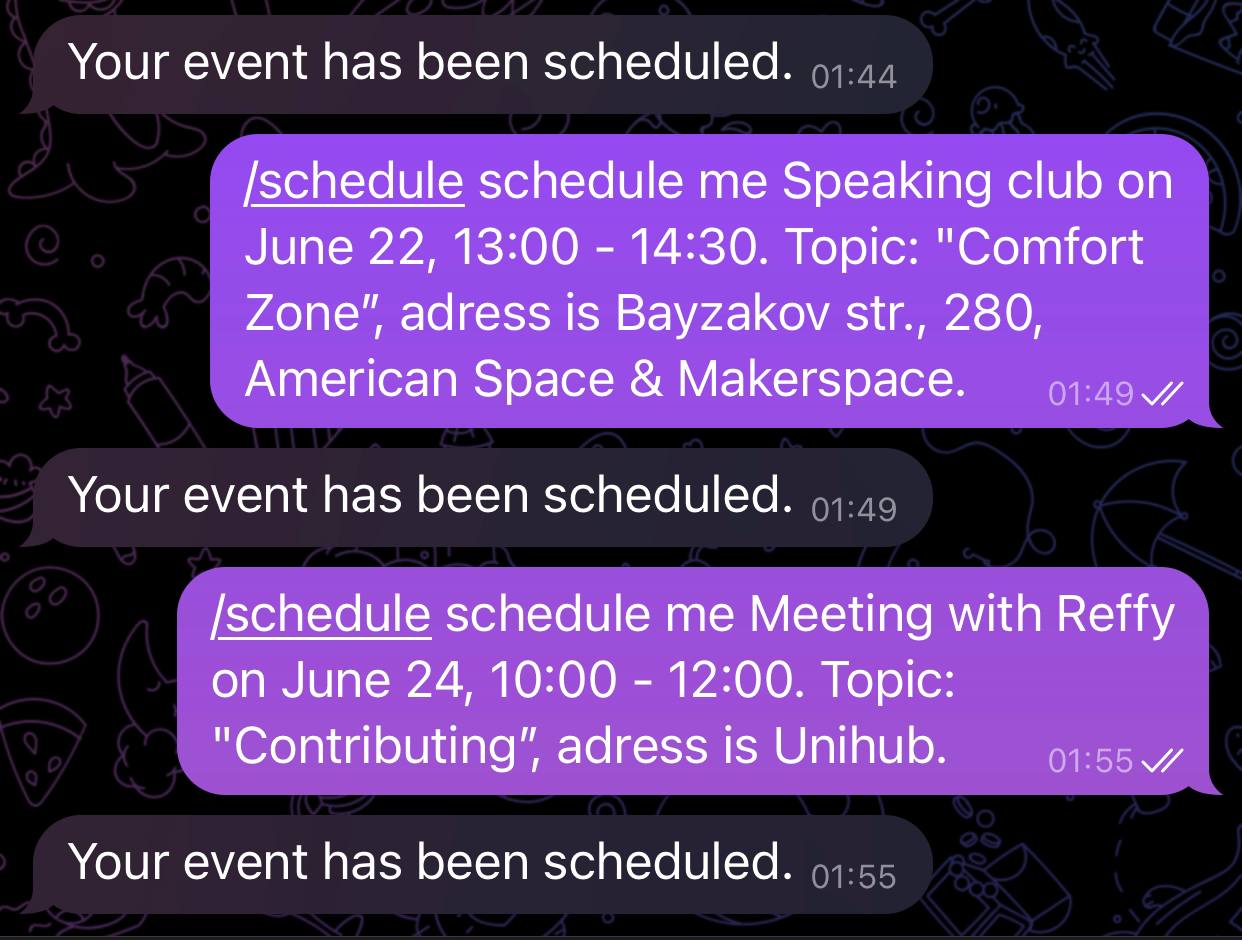 Your event has been scheduled. 01:44
/schedule schedule me Speaking club on
June 22, 13:00 - 14:30. Topic: "Comfort
Zone”, adress is Bayzakov str., 280,
American Space & Makerspace. 01:49
Your event has been scheduled. 01:49
/schedule schedule me Meeting with Reffy
on June 24, 10:00 - 12:00. Topic:
"Contributing”, adress is Unihub. 01:55
Your event has been scheduled. 01:55